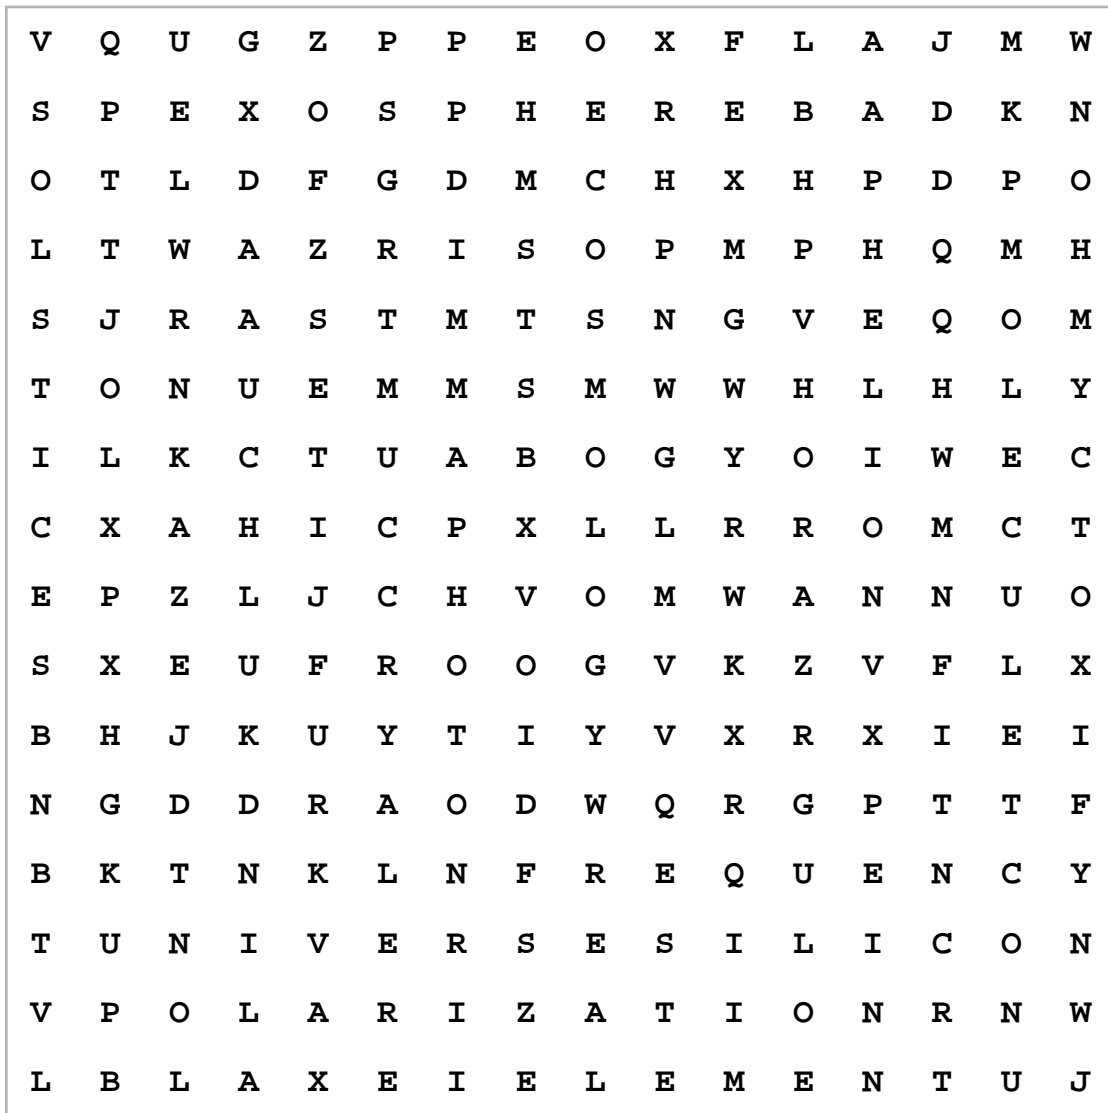 V Q U G Z P P E O X F L A J M W
S P E X O S P H E R E B A D K N
O T L D F G D M C H X H P D P O
L T W A Z R I S O P M P H Q M H
S J R A S T M T S N G V E Q O M
T O N U E M M S M W W H L H L Y
I L K C T U A B O G Y O I W E C
C X A H I C P X L L R R O M C T
E P Z L J C H V O M W A N N U O
S X E U F R O O G V K Z V F L X
B H J K U Y T I Y V X R X I E I
N G D D R A O D W Q R G P T T F
B K T N K L N F R E Q U E N C Y
T U N I V E R S E S I L I C O N
V P O L A R I Z A T I O N R N W
L B L A X E I E L E M E N T U J